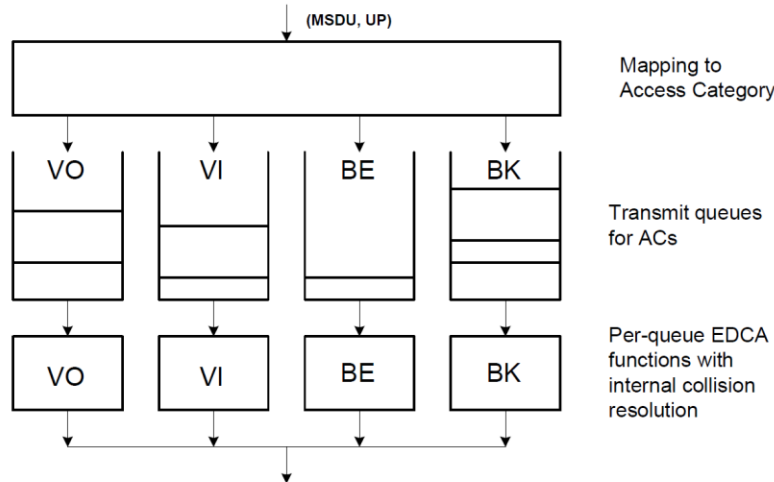 (MSDU, UP)
Mapping to
Access Category
VO VI BE BK
Transmit queues
for ACs
Per-queue EDCA
functions with
internal collision
resolution
VO VI BE BK